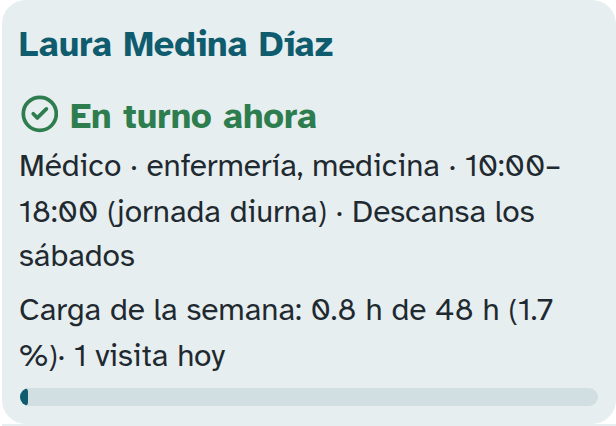 Laura Medina Díaz
En turno ahora
Médico · enfermería, medicina · 10:00–
18:00 (jornada diurna) · Descansa los
sábados
Carga de la semana: 0.8 h de 48 h (1.7
%)· 1 visita hoy